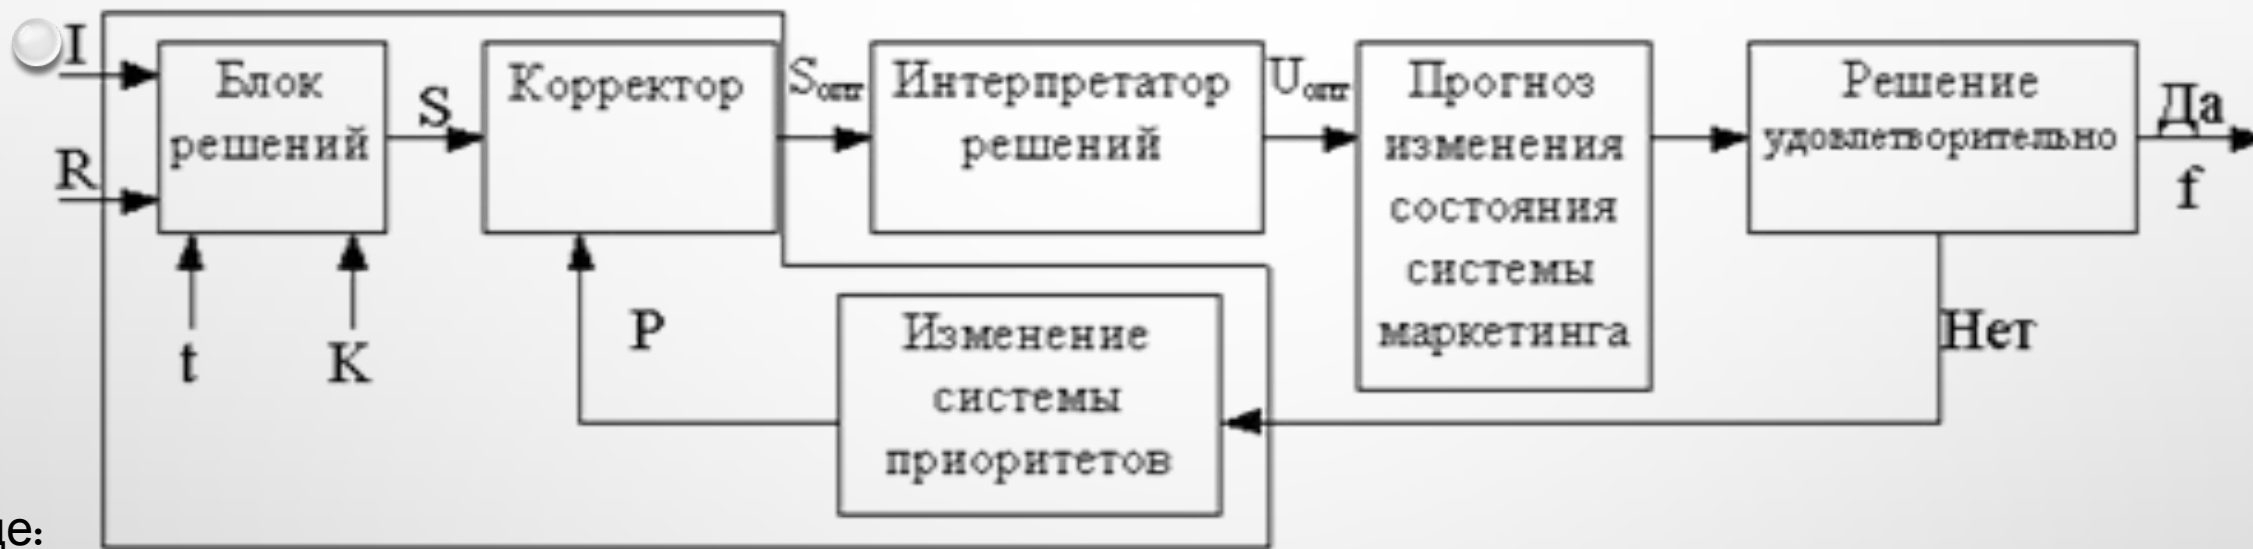 I
Блок
решений
R
t
K
S
Корректор
Sопт
Интерпретатор
решений
Uопт
Прогноз
изменения
состояния
системы
маркетинга
Решение
удовлетворительно
Да
f
Нет
P
Изменение
системы
приоритетов